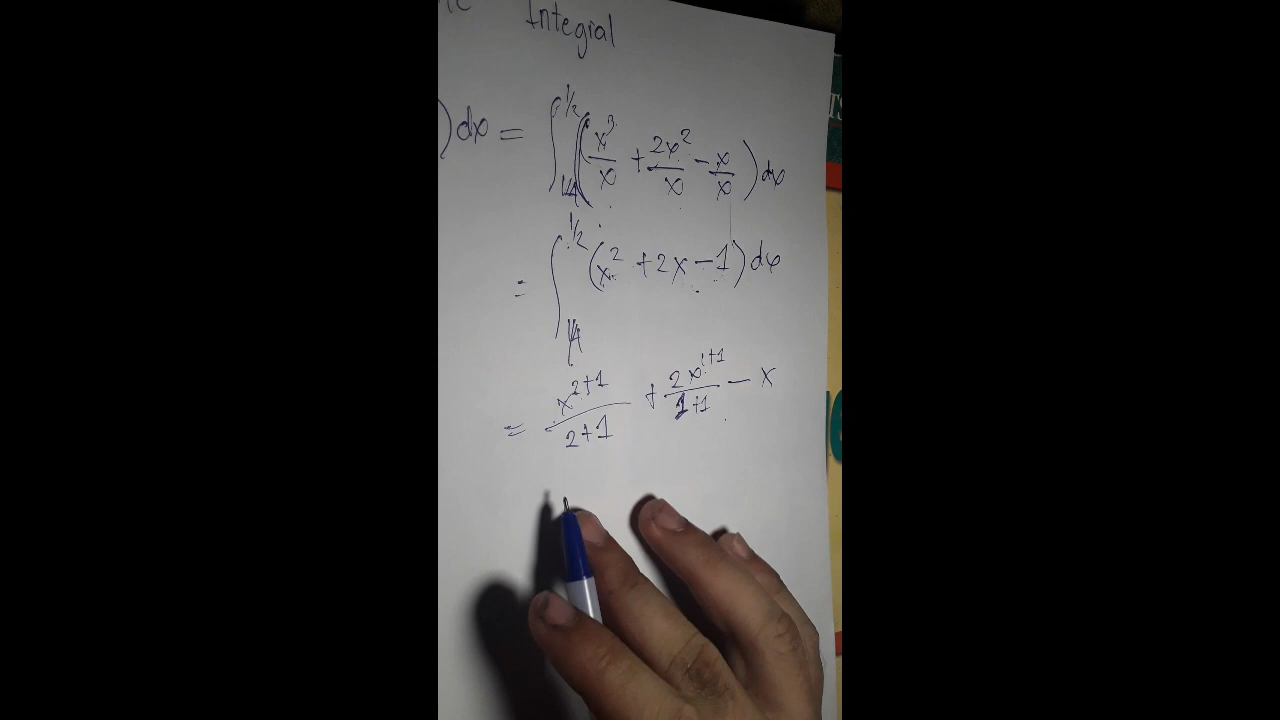 Integral
)dx = ∫_{1/4}^{1/2} (x³/x + 2x²/x - x/x) dx
= ∫_{1/4}^{1/2} (x² + 2x - 1) dx
= x^{2+1}/2+1 + 2x^{1+1}/1+1 - x